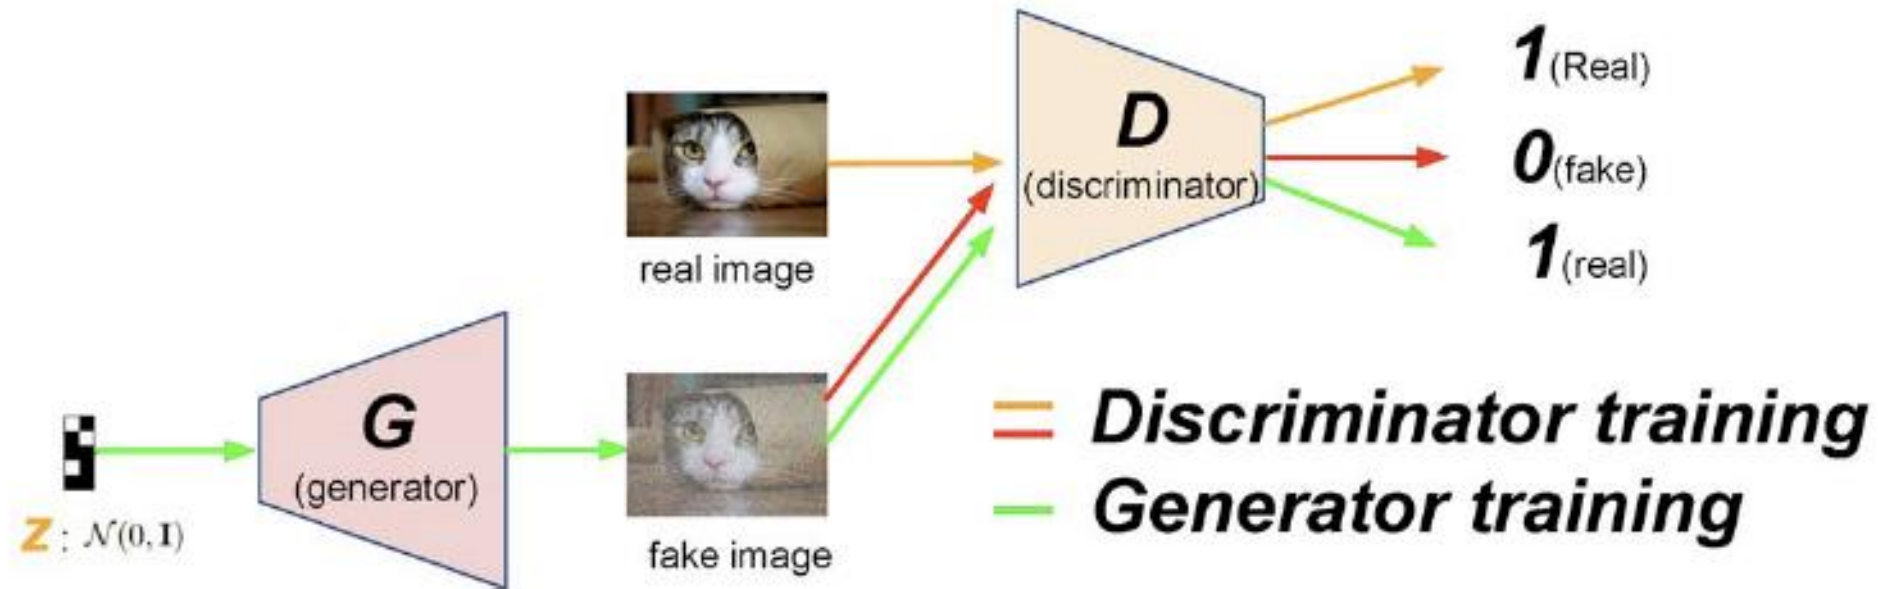 1(Real)
D
(discriminator)
0(fake)
1(real)
real image
G
(generator)
Z : 𝒩(0, I)
fake image
Discriminator training
Generator training